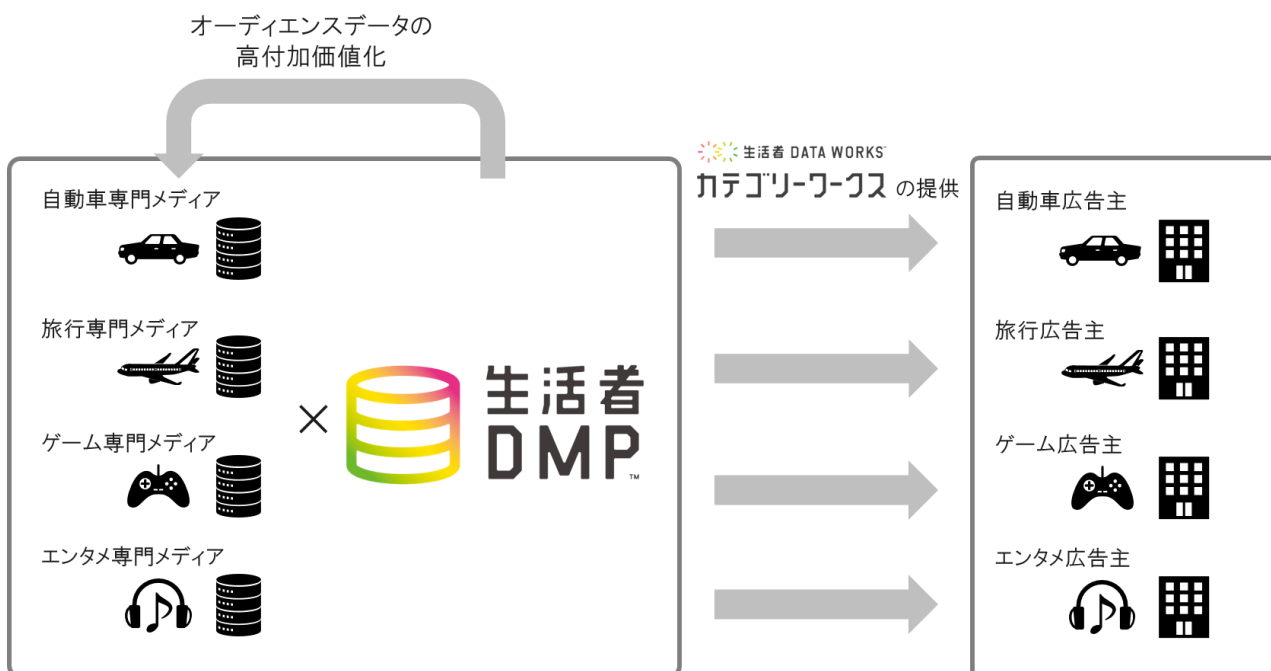 オーディエンスデータの
高付加価値化
自動車専門メディア
旅行専門メディア
ゲーム専門メディア
エンタメ専門メディア
×
生活者
DMP™
生活者 DATA WORKS™
カテゴリーワークス の提供
自動車広告主
旅行広告主
ゲーム広告主
エンタメ広告主